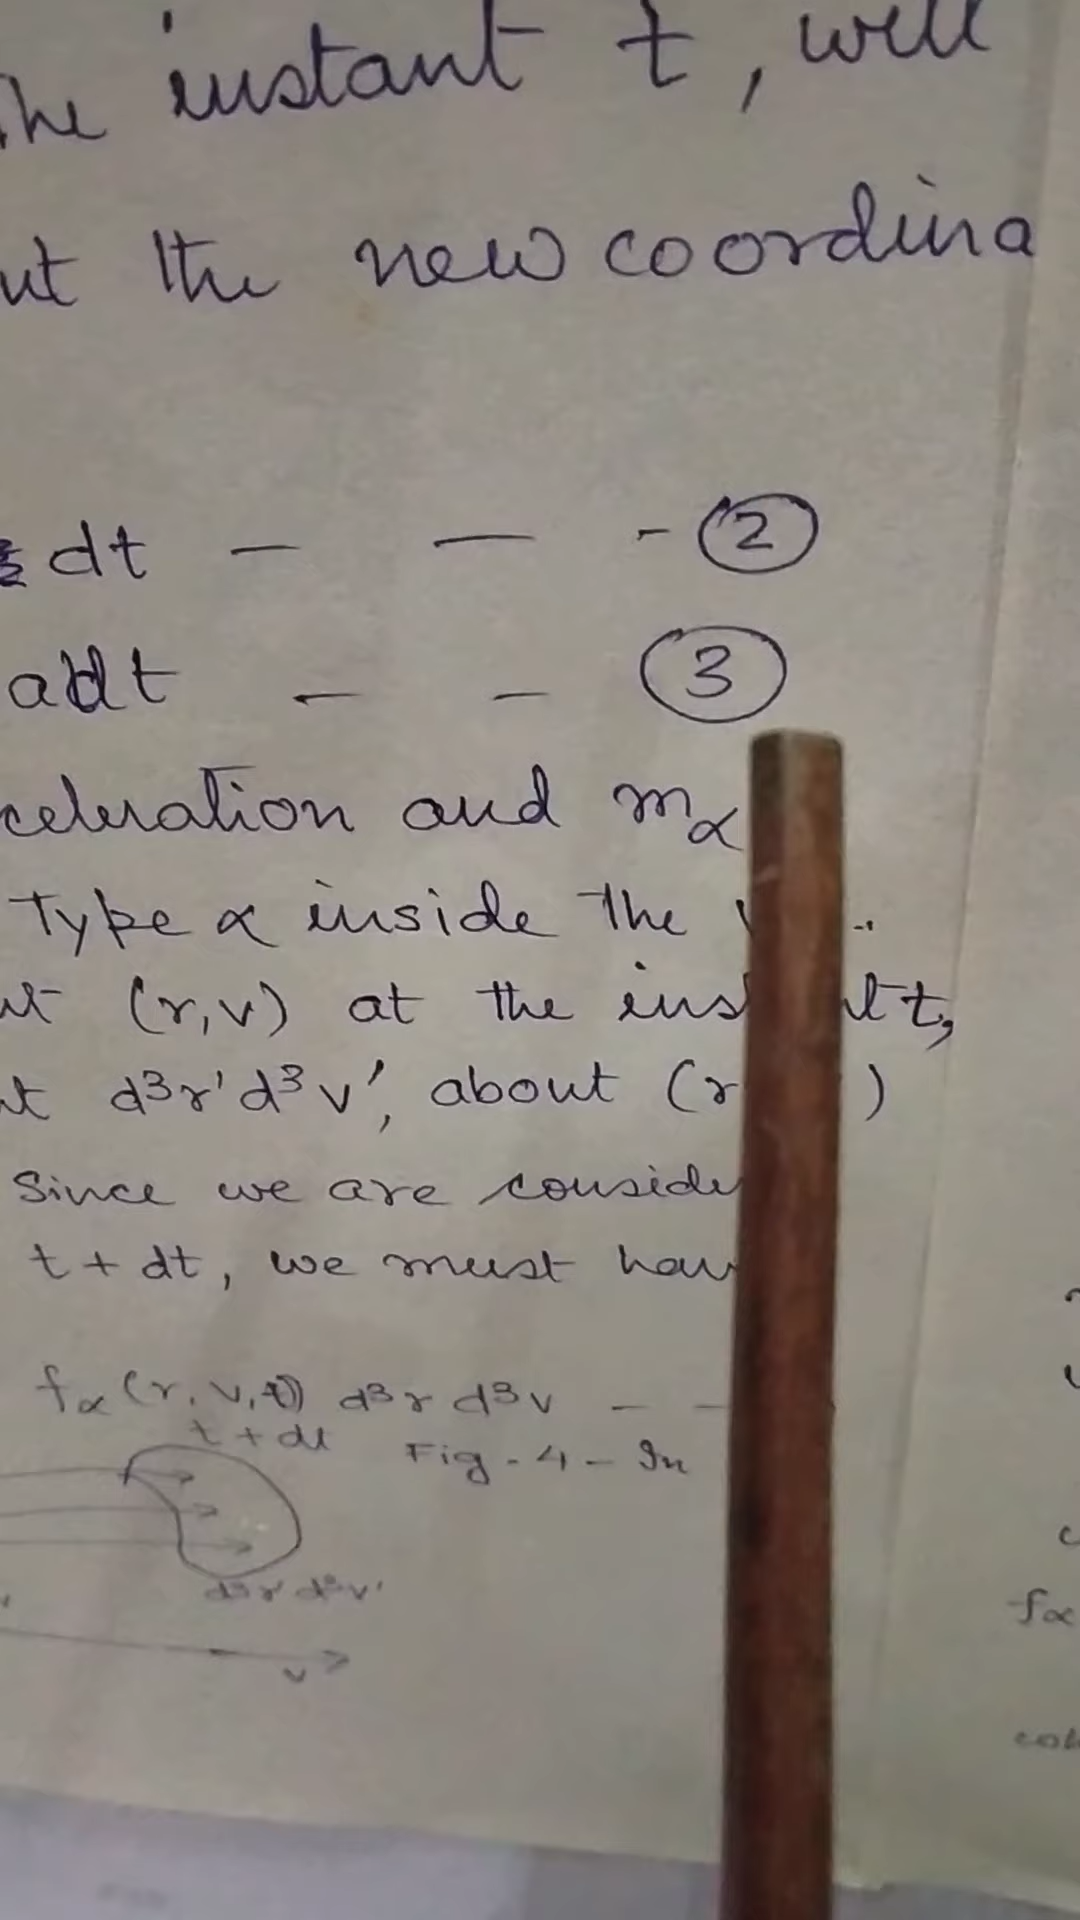 the instant t, will
the new coordina
dt - - - ②
adt - - ③
celeration and mα
Type α inside the
(r,v) at the ins t t,
d³r'd³v', about (r )
Since we are conside
t + dt, we must hav
fα (r, v, t) d³r d³v - -
t + dt
Fig - 4 - In
d³r' d³v'
v
fα